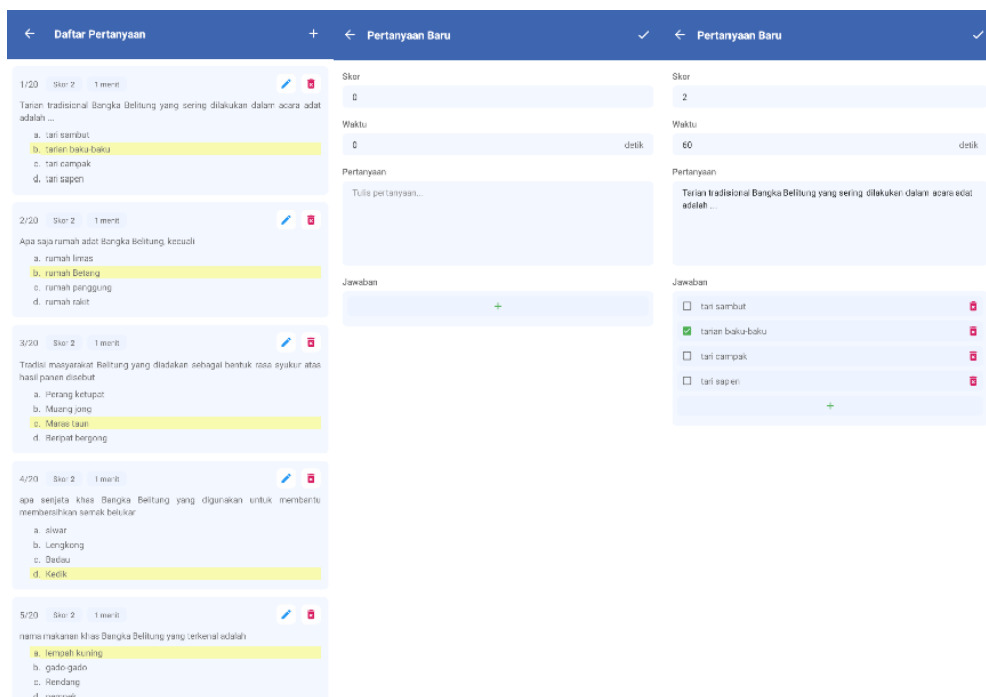 Daftar Pertanyaan
1/20 Skor 2 1 menit
Tarian tradisional Bangka Belitung yang sering dilakukan dalam acara adat
adalah ...
a. tari sambut
b. tarian baku-baku
c. tari campak
d. tari sapen
2/20 Skor 2 1 menit
Apa saja rumah adat Bangka Belitung, kecuali
a. rumah limas
b. rumah Betang
c. rumah panggung
d. rumah rakit
3/20 Skor 2 1 menit
Tradisi masyarakat Belitung yang diadakan sebagai bentuk rasa syukur atas
hasil panen disebut
a. Perang ketupat
b. Muang jong
c. Maras taun
d. Beripat bergong
4/20 Skor 2 1 menit
apa senjata khas Bangka Belitung yang digunakan untuk membantu
membersihkan semak belukar
a. siwar
b. Lengkong
c. Badau
d. Kedik
5/20 Skor 2 1 menit
nama makanan khas Bangka Belitung yang terkenal adalah
a. lempah kuning
b. gado-gado
c. Rendang
Pertanyaan Baru
Skor
0
Waktu
0 detik
Pertanyaan
Tulis pertanyaan...
Jawaban
+
Pertanyaan Baru
Skor
2
Waktu
60 detik
Pertanyaan
Tarian tradisional Bangka Belitung yang sering dilakukan dalam acara adat
adalah ...
Jawaban
tari sambut
tarian baku-baku
tari campak
tari sapen
+